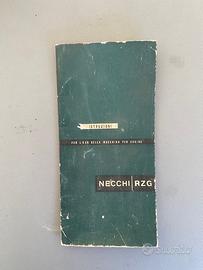 ISTRUZIONI
PER L'USO DELLA MACCHINA PER CUCIRE
NECCHI RZG